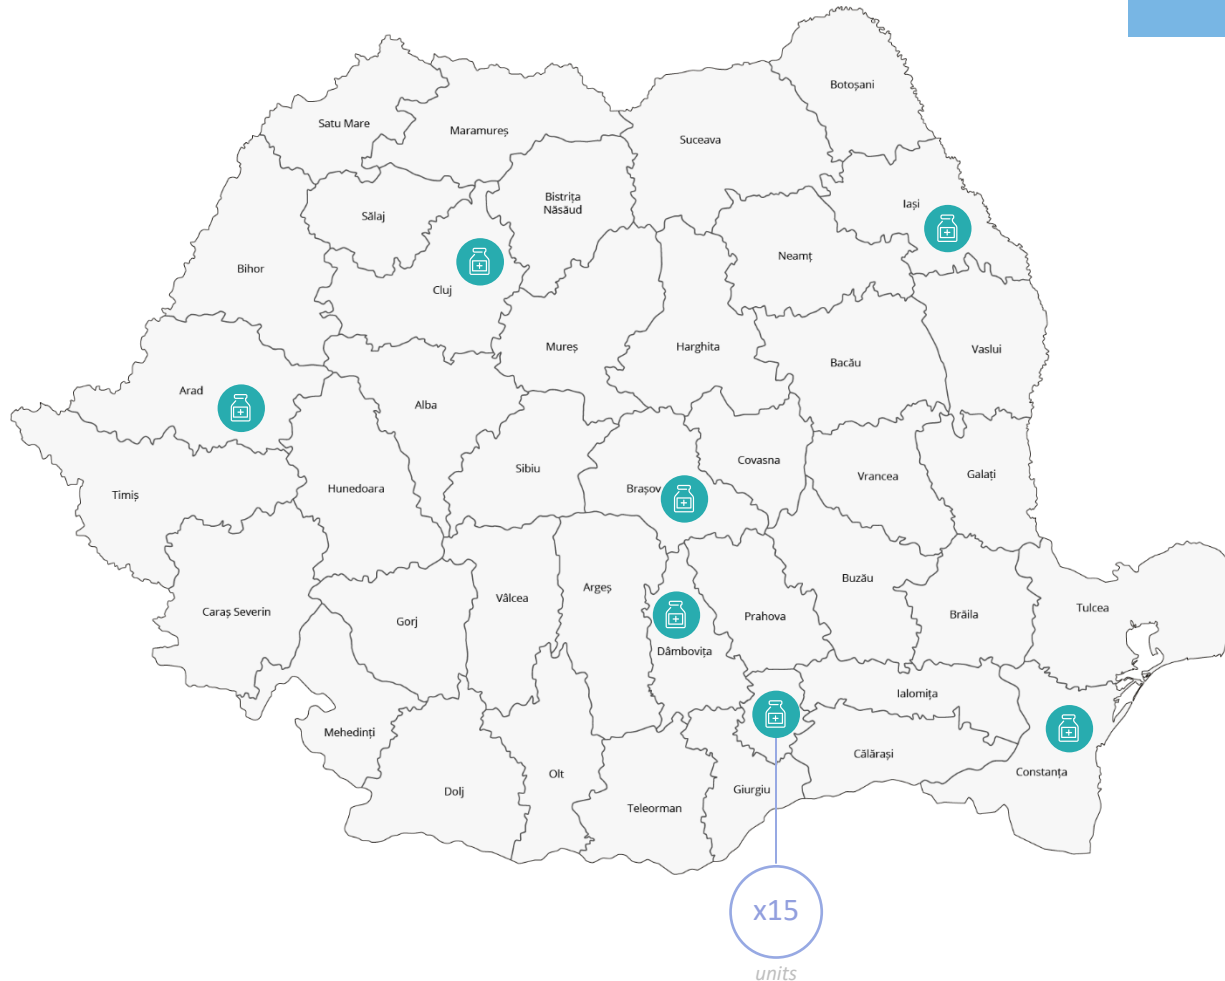 Botoșani
Satu Mare
Maramureș
Suceava
Bistrița
Năsăud
Iași
Sălaj
Neamț
Bihor
Cluj
Mureș
Harghita
Vaslui
Bacău
Arad
Alba
Covasna
Sibiu
Vrancea
Galați
Hunedoara
Brașov
Timiș
Buzău
Argeș
Vâlcea
Tulcea
Caraș Severin
Gorj
Prahova
Brăila
Dâmbovița
Ialomița
Mehedinți
Călărași
Constanța
Olt
Dolj
Giurgiu
Teleorman
x15
units